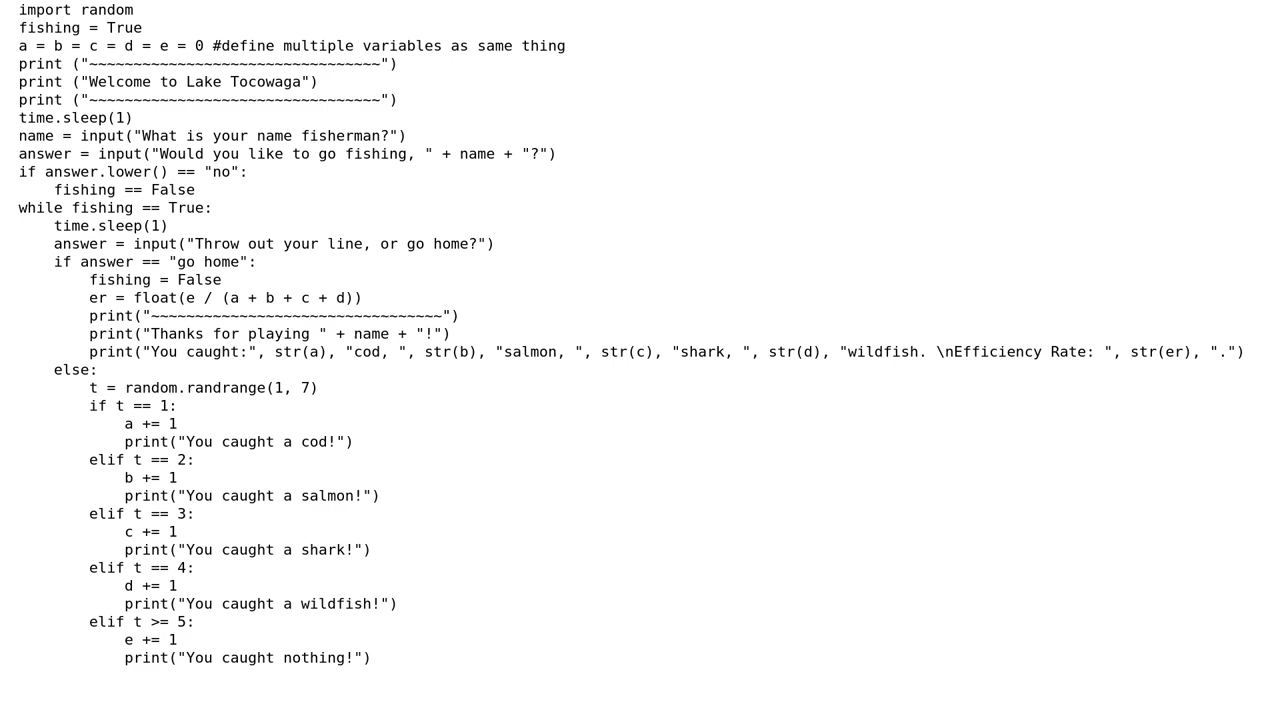 import random
fishing = True
a = b = c = d = e = 0 #define multiple variables as same thing
print ("~~~~~~~~~~~~~~~~~~~~~~~~~~~~~~~~~")
print ("Welcome to Lake Tocowaga")
print ("~~~~~~~~~~~~~~~~~~~~~~~~~~~~~~~~~")
time.sleep(1)
name = input("What is your name fisherman?")
answer = input("Would you like to go fishing, " + name + "?")
if answer.lower() == "no":
    fishing == False
while fishing == True:
    time.sleep(1)
    answer = input("Throw out your line, or go home?")
    if answer == "go home":
        fishing = False
        er = float(e / (a + b + c + d))
        print("~~~~~~~~~~~~~~~~~~~~~~~~~~~~~~~~~")
        print("Thanks for playing " + name + "!")
        print("You caught:", str(a), "cod, ", str(b), "salmon, ", str(c), "shark, ", str(d), "wildfish. \nEfficiency Rate: ", str(er), ".")
    else:
        t = random.randrange(1, 7)
        if t == 1:
            a += 1
            print("You caught a cod!")
        elif t == 2:
            b += 1
            print("You caught a salmon!")
        elif t == 3:
            c += 1
            print("You caught a shark!")
        elif t == 4:
            d += 1
            print("You caught a wildfish!")
        elif t >= 5:
            e += 1
            print("You caught nothing!")